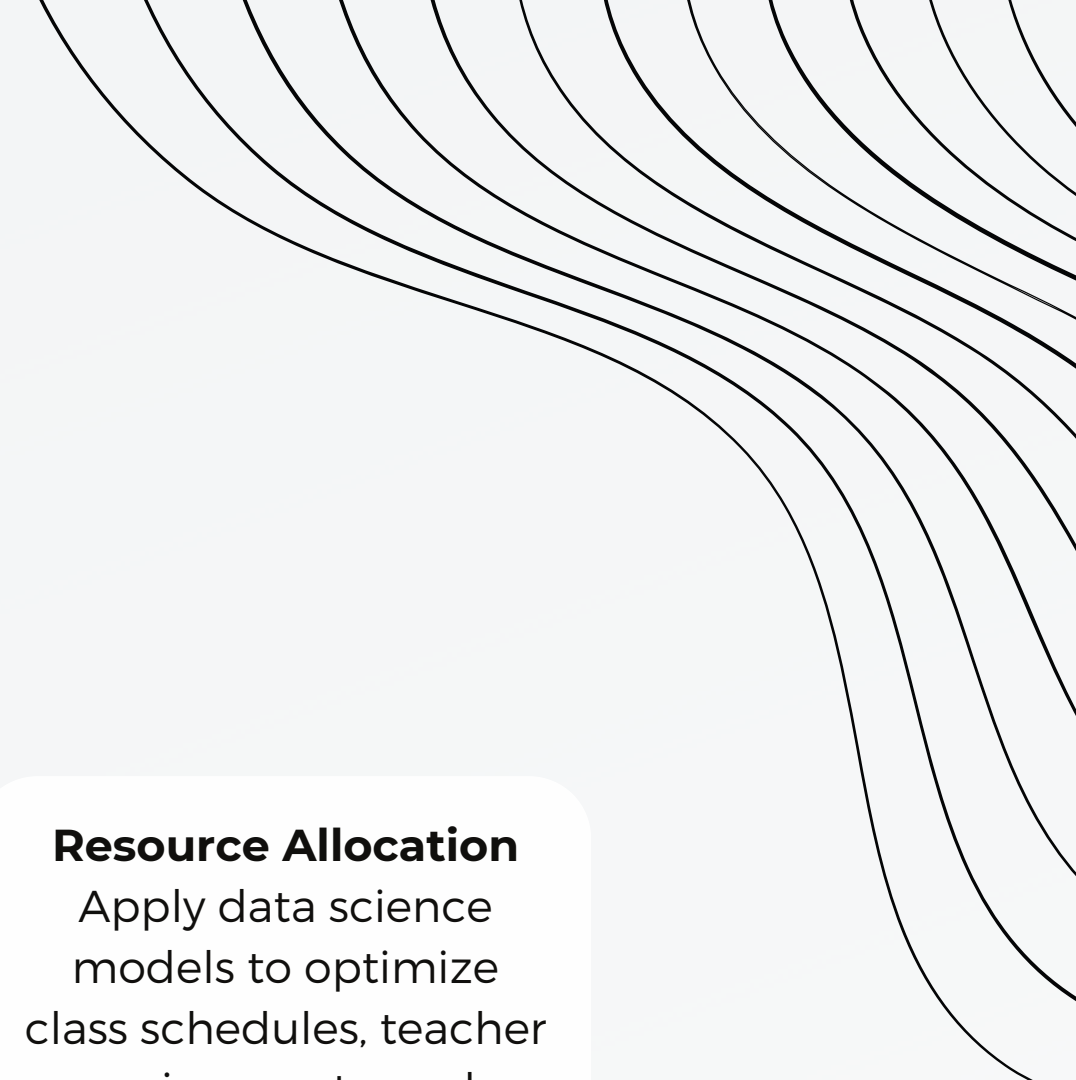 Resource Allocation
Apply data science
models to optimize
class schedules, teacher